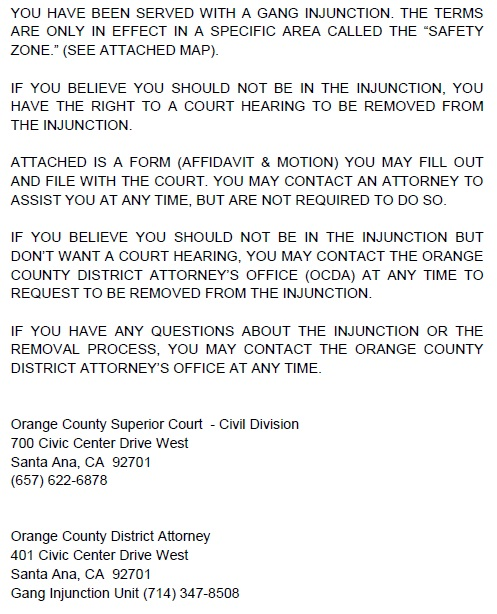 YOU HAVE BEEN SERVED WITH A GANG INJUNCTION. THE TERMS
ARE ONLY IN EFFECT IN A SPECIFIC AREA CALLED THE “SAFETY
ZONE.” (SEE ATTACHED MAP).
IF YOU BELIEVE YOU SHOULD NOT BE IN THE INJUNCTION, YOU
HAVE THE RIGHT TO A COURT HEARING TO BE REMOVED FROM
THE INJUNCTION.
ATTACHED IS A FORM (AFFIDAVIT & MOTION) YOU MAY FILL OUT
AND FILE WITH THE COURT. YOU MAY CONTACT AN ATTORNEY TO
ASSIST YOU AT ANY TIME, BUT ARE NOT REQUIRED TO DO SO.
IF YOU BELIEVE YOU SHOULD NOT BE IN THE INJUNCTION BUT
DON’T WANT A COURT HEARING, YOU MAY CONTACT THE ORANGE
COUNTY DISTRICT ATTORNEY’S OFFICE (OCDA) AT ANY TIME TO
REQUEST TO BE REMOVED FROM THE INJUNCTION.
IF YOU HAVE ANY QUESTIONS ABOUT THE INJUNCTION OR THE
REMOVAL PROCESS, YOU MAY CONTACT THE ORANGE COUNTY
DISTRICT ATTORNEY’S OFFICE AT ANY TIME.
Orange County Superior Court - Civil Division
700 Civic Center Drive West
Santa Ana, CA 92701
(657) 622-6878
Orange County District Attorney
401 Civic Center Drive West
Santa Ana, CA 92701
Gang Injunction Unit (714) 347-8508